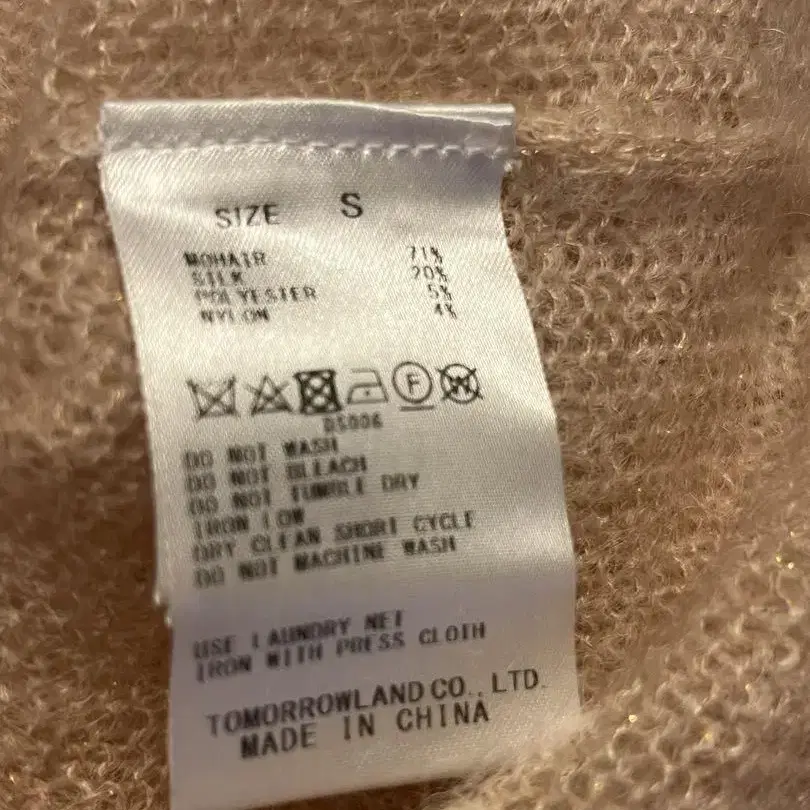 SIZE S
MOHAIR 71%
SILK 20%
POLYESTER 5%
NYLON 4%
F W
DS006
DO NOT WASH
DO NOT BLEACH
DO NOT TUMBLE DRY
IRON LOW
DRY CLEAN SHORT CYCLE
DO NOT MACHINE WASH
USE LAUNDRY NET
IRON WITH PRESS CLOTH
TOMORROWLAND CO., LTD.
MADE IN CHINA